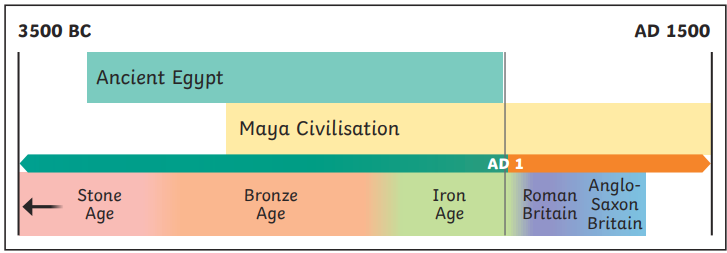 3500 BC
AD 1500
Ancient Egypt
Maya Civilisation
AD 1
Stone
Age
Bronze
Age
Iron
Age
Roman
Britain
Anglo-
Saxon
Britain